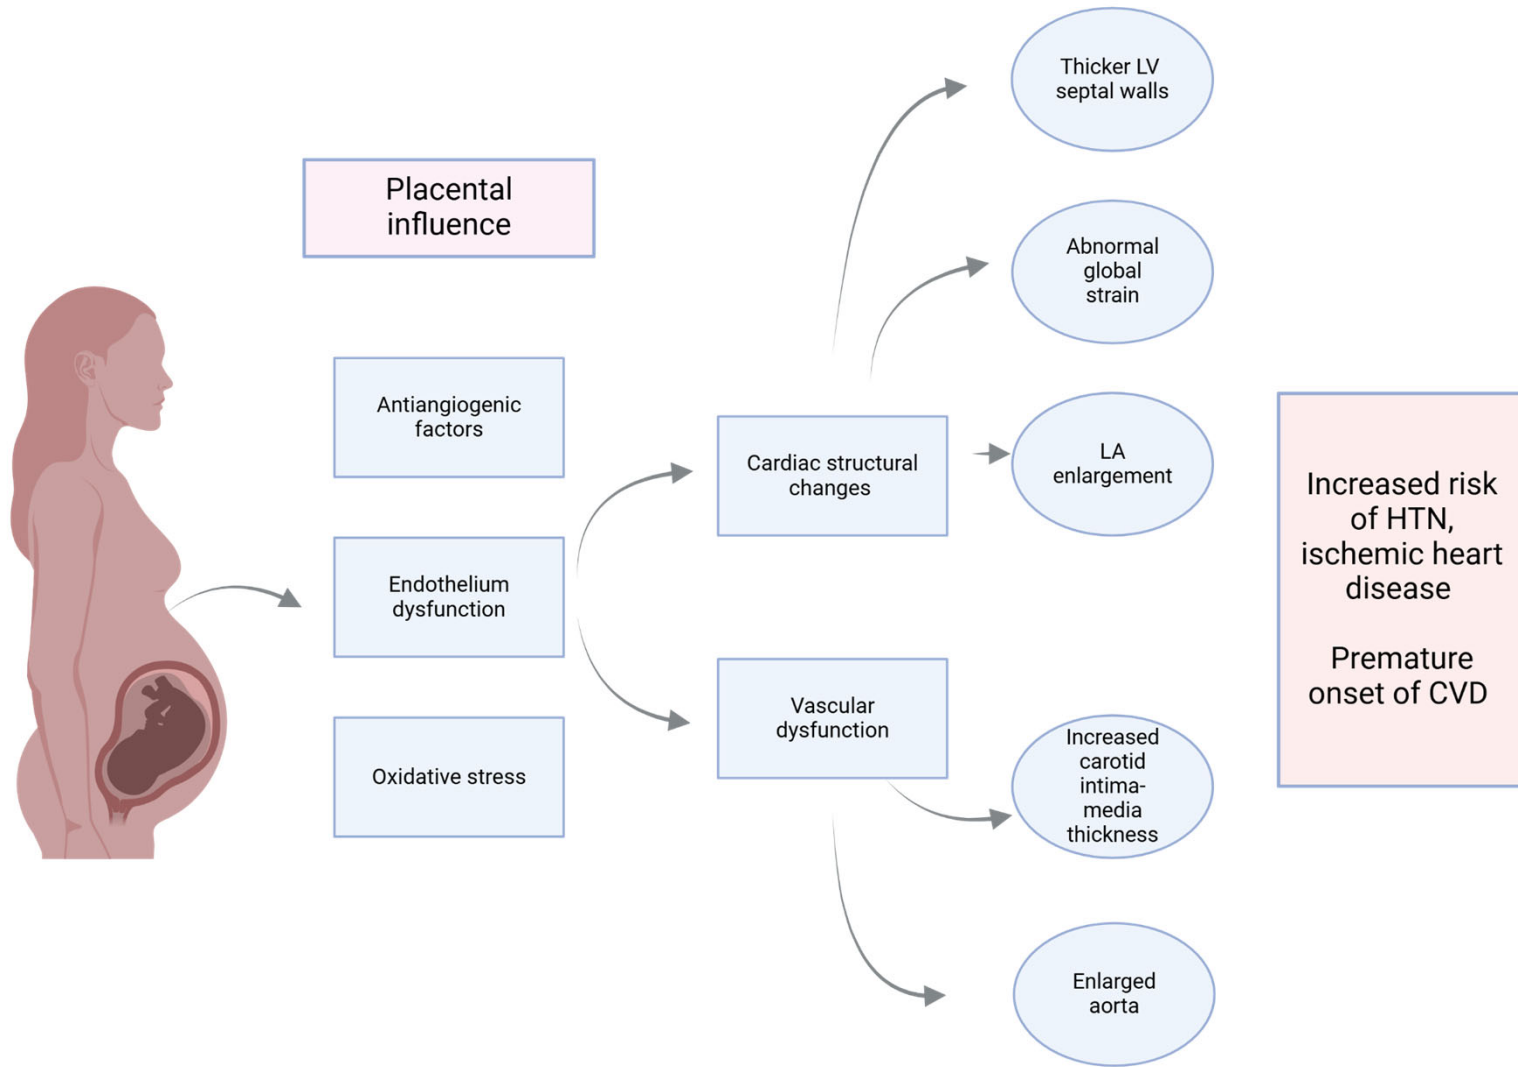 Placental
influence
Antiangiogenic
factors
Endothelium
dysfunction
Oxidative stress
Cardiac structural
changes
Vascular
dysfunction
Thicker LV
septal walls
Abnormal
global
strain
LA
enlargement
Increased
carotid
intima-
media
thickness
Enlarged
aorta
Increased risk
of HTN,
ischemic heart
disease
Premature
onset of CVD